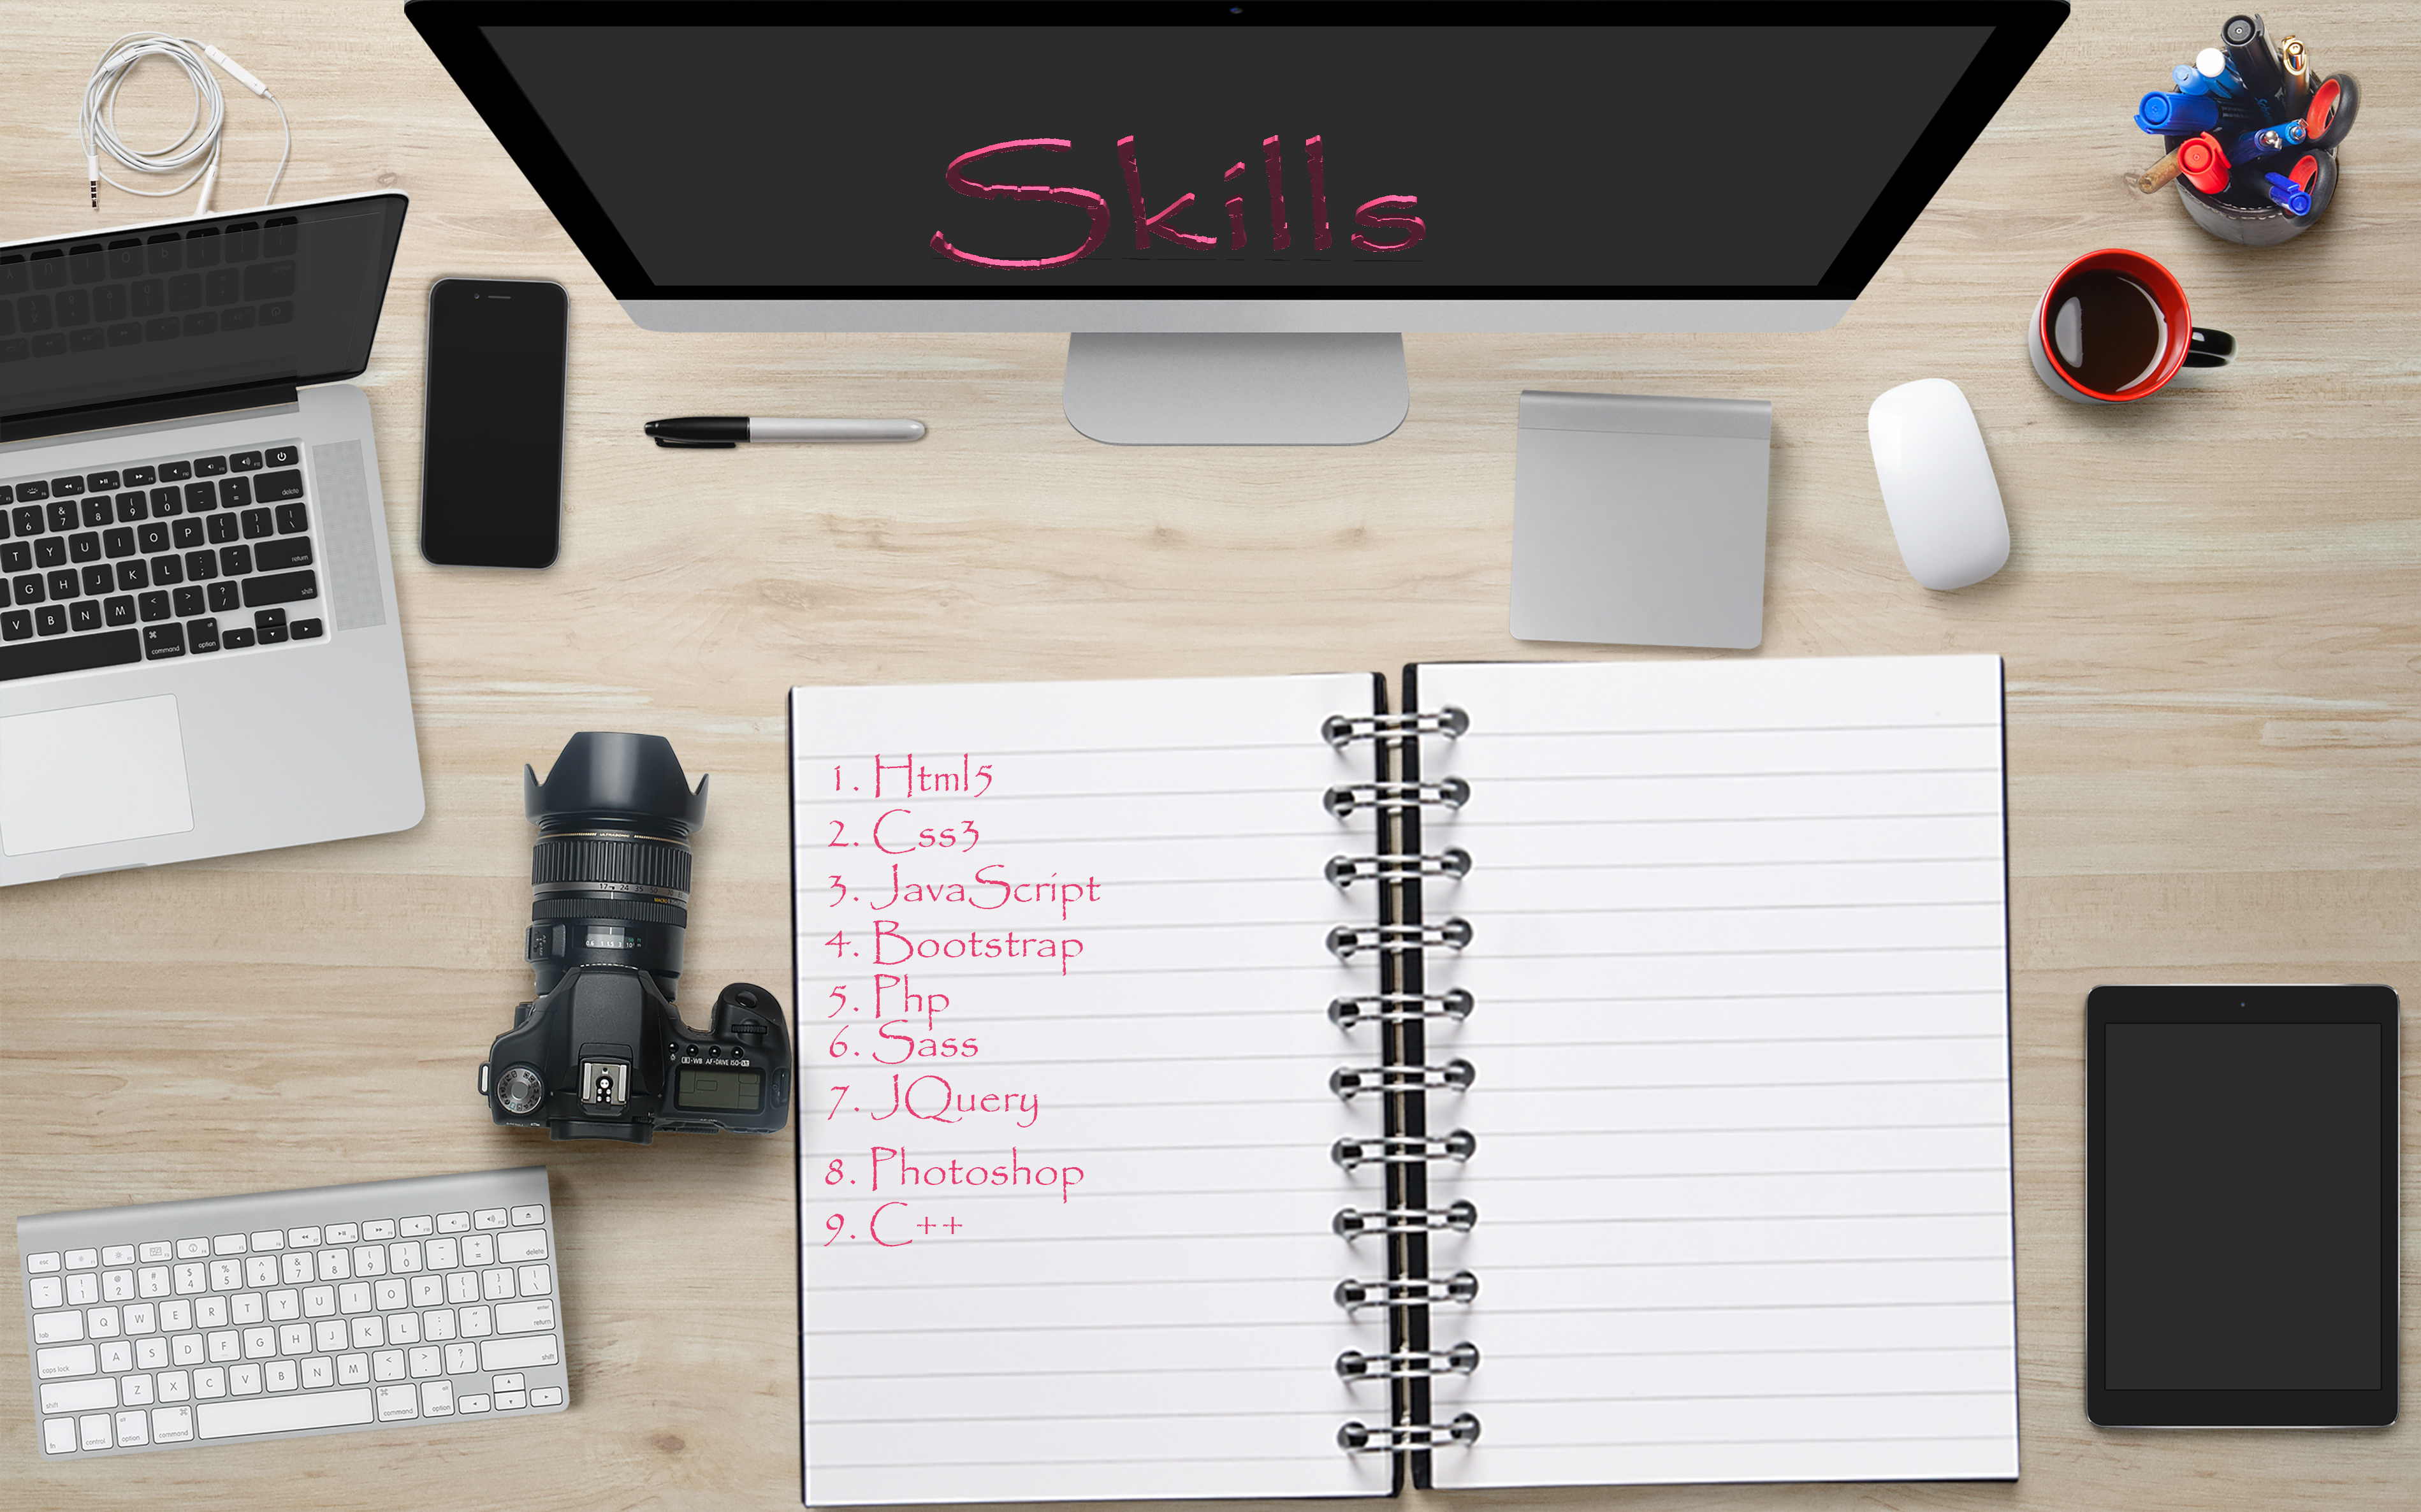 Skills
1. Html5
2. Css3
3. JavaScript
4. Bootstrap
5. Php
6. Sass
7. JQuery
8. Photoshop
9. C++